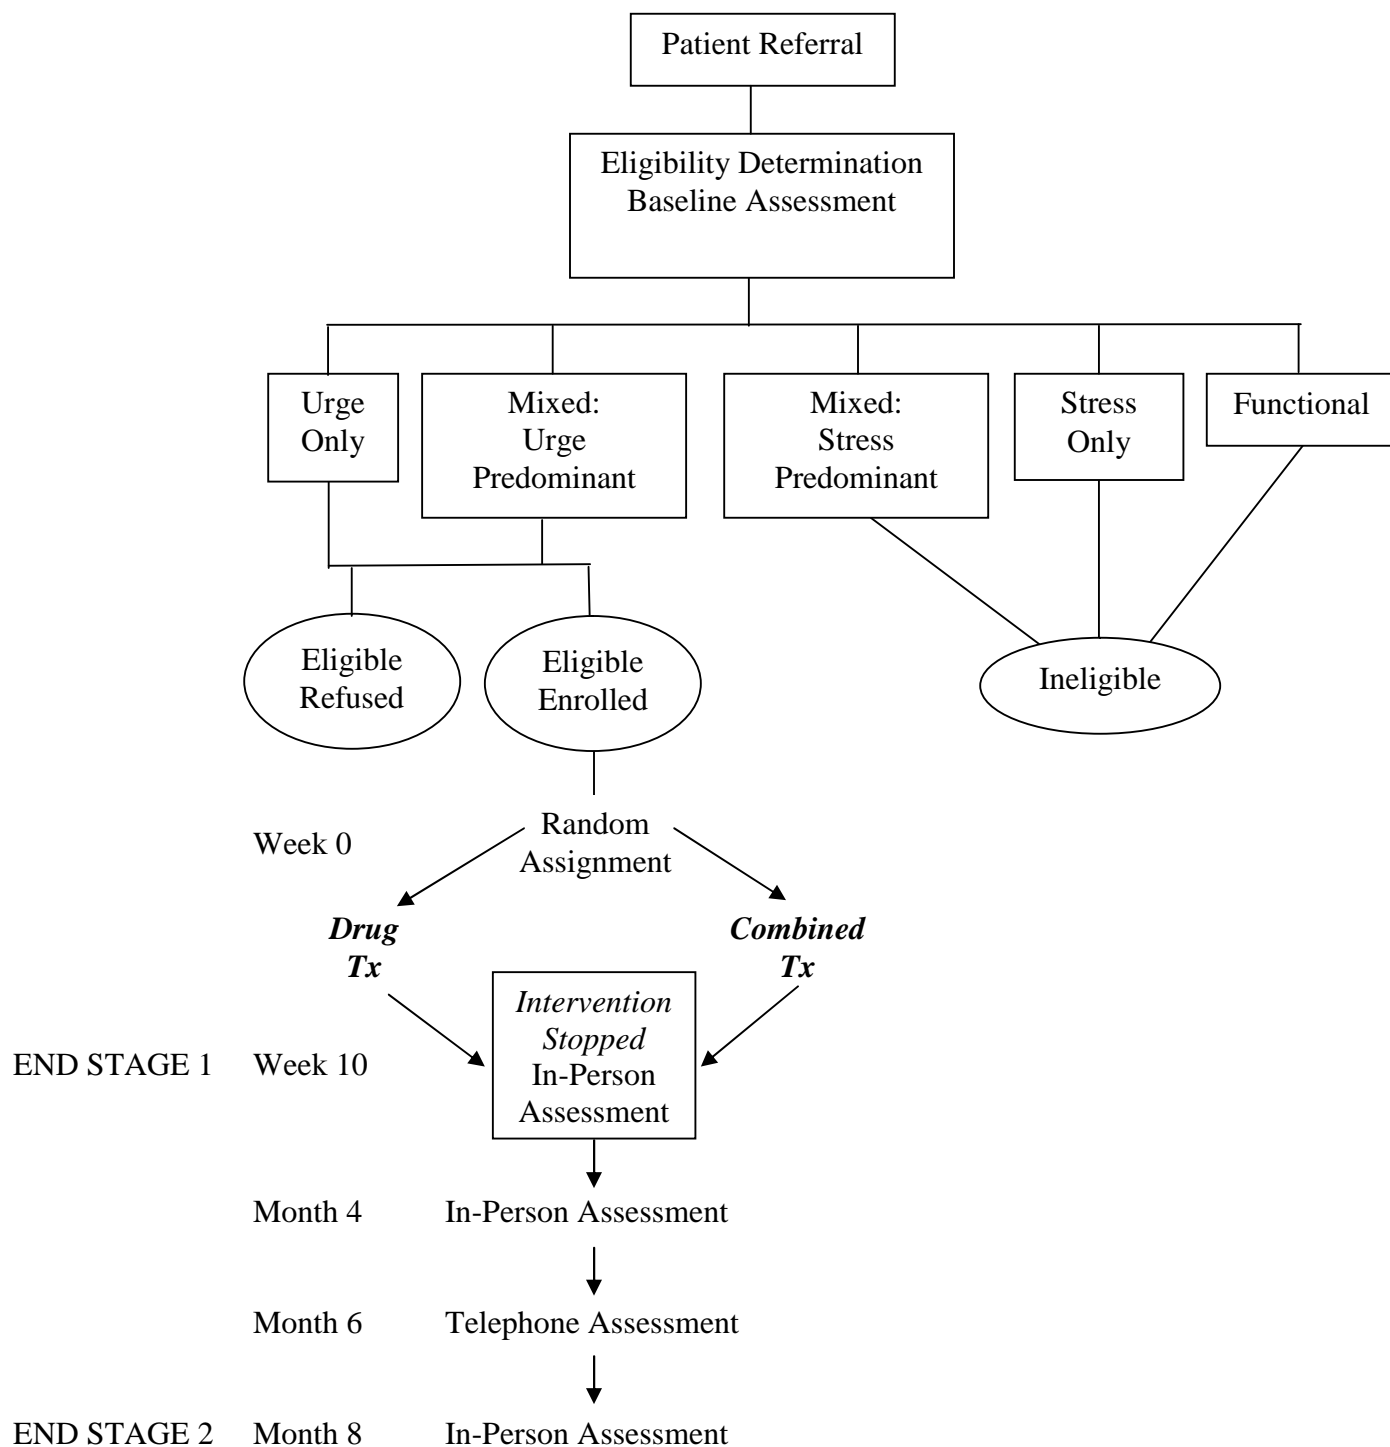 Patient Referral
Eligibility Determination
Baseline Assessment
Urge
Only
Mixed:
Urge
Predominant
Mixed:
Stress
Predominant
Stress
Only
Functional
Eligible
Refused
Eligible
Enrolled
Ineligible
Week 0
Random
Assignment
Drug
Tx
Combined
Tx
Intervention
Stopped
In-Person
Assessment
END STAGE 1 Week 10
Month 4 In-Person Assessment
Month 6 Telephone Assessment
END STAGE 2 Month 8 In-Person Assessment